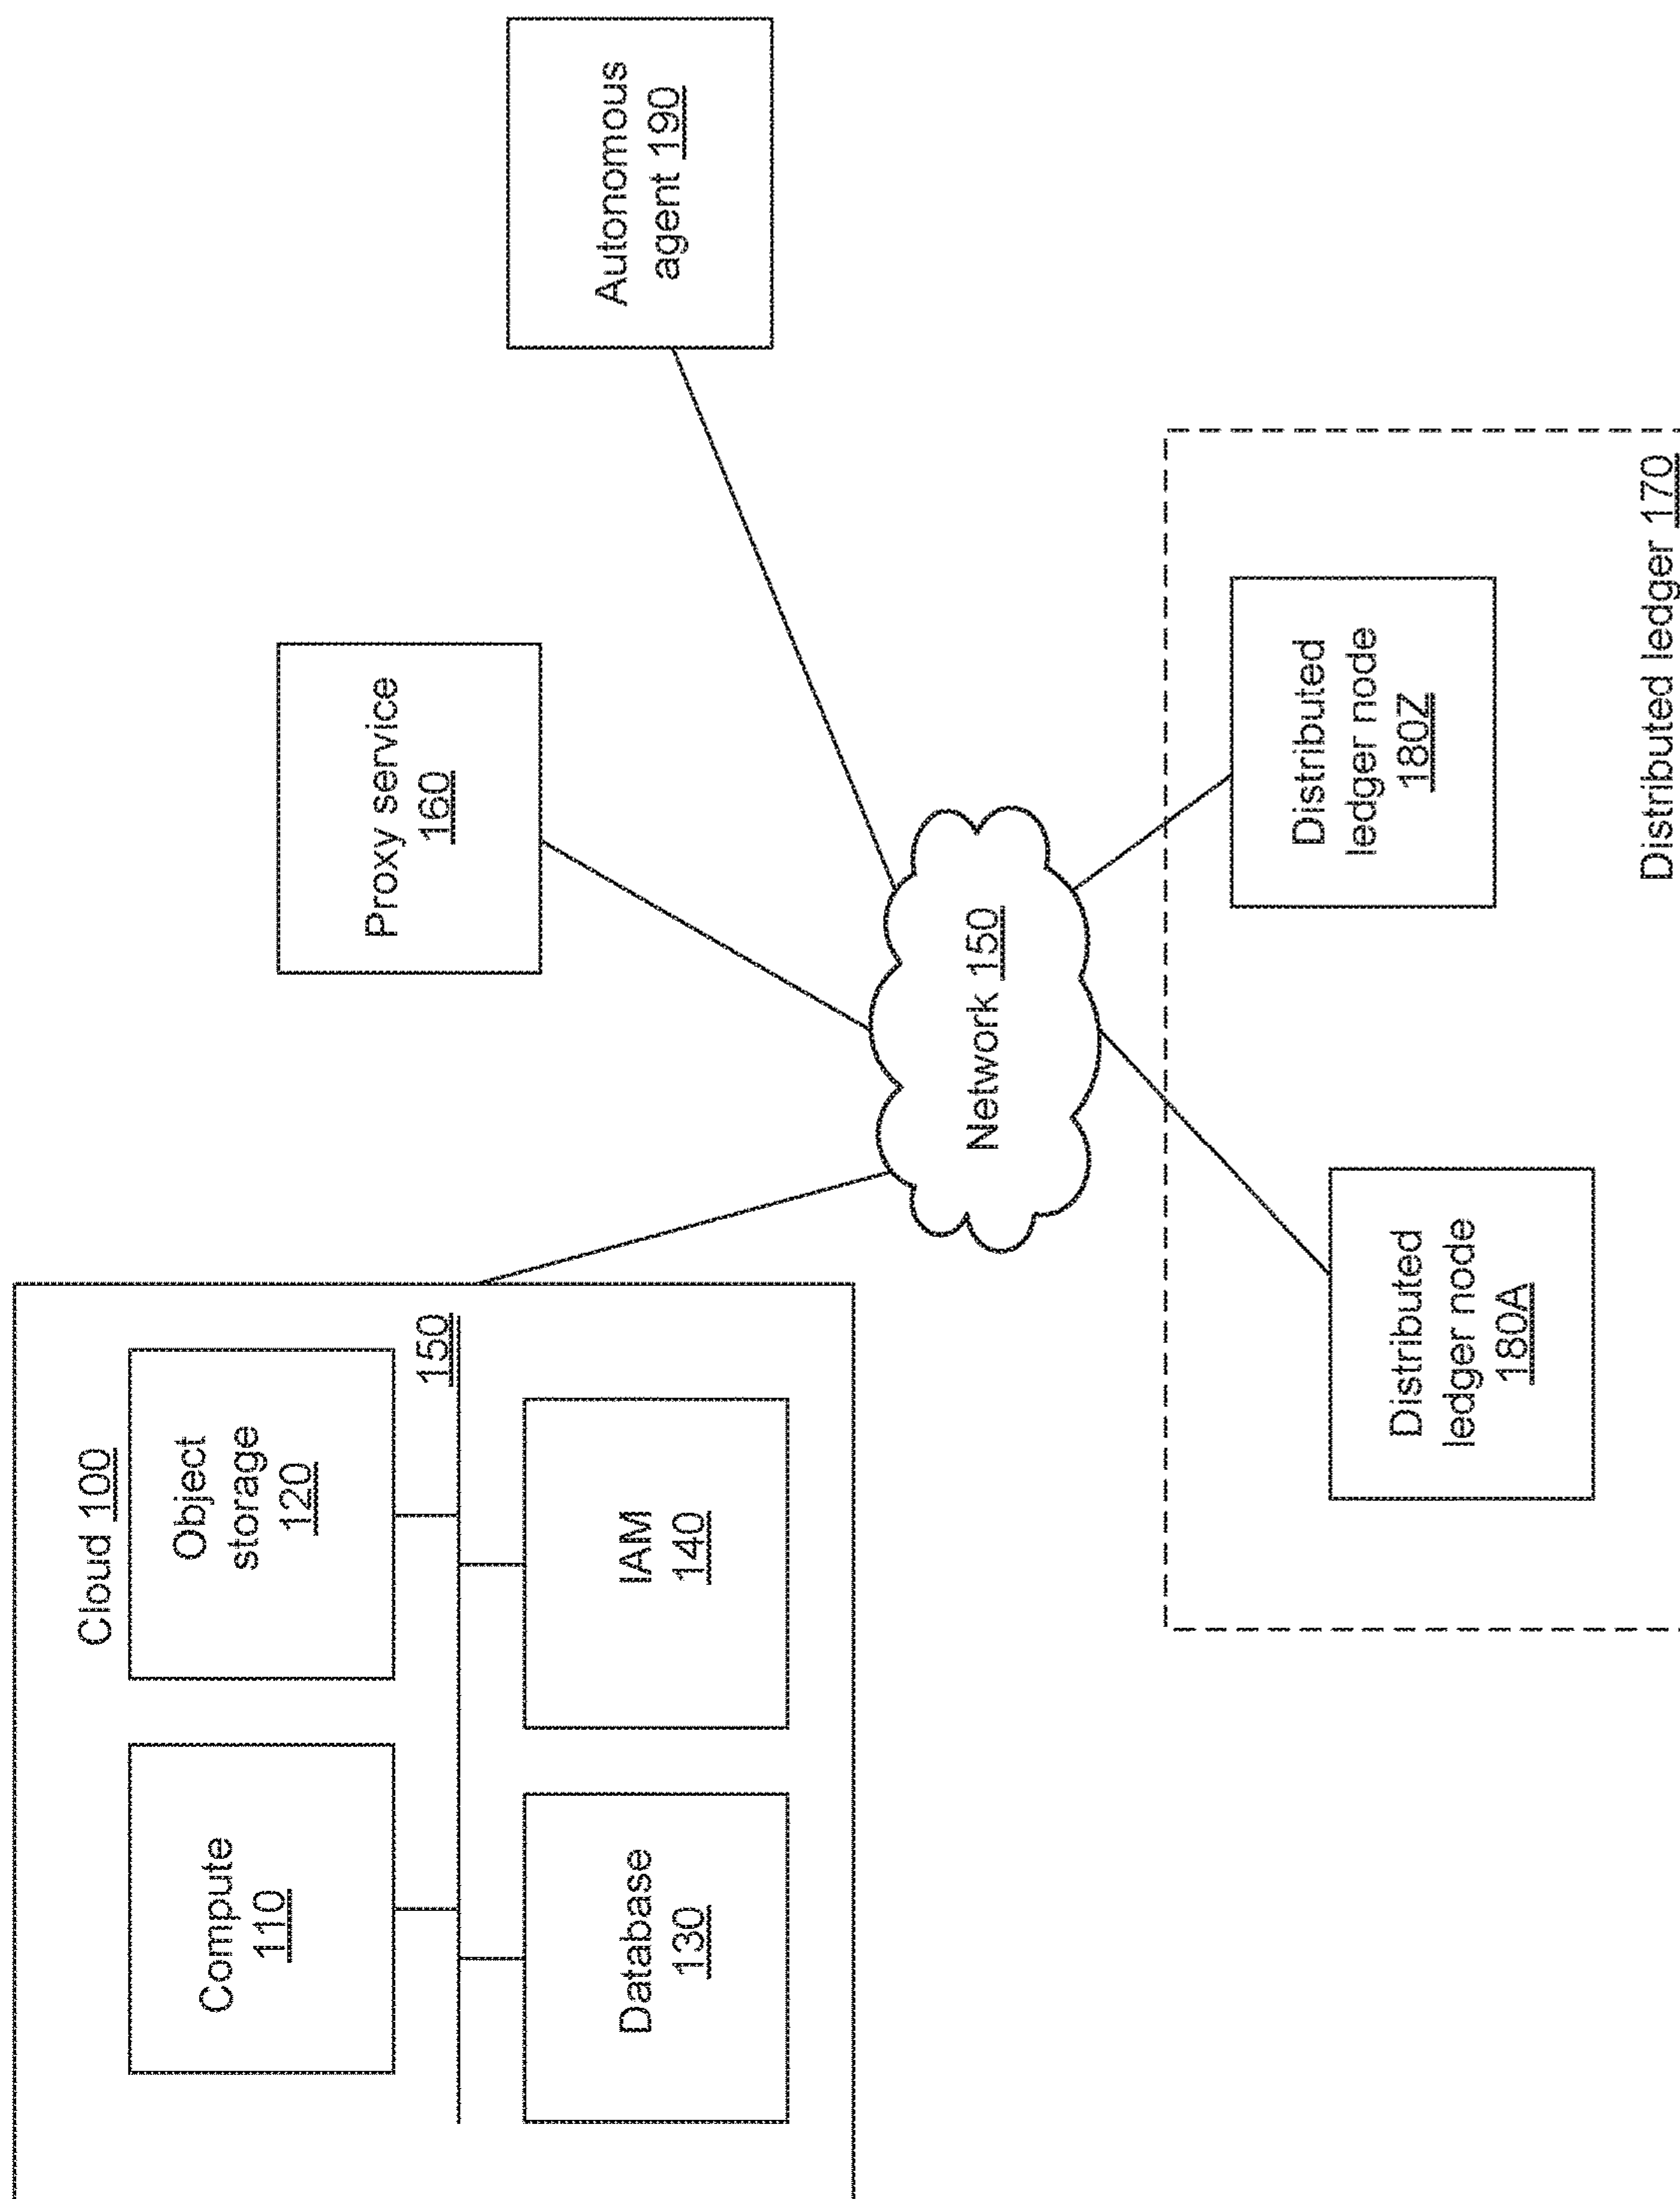 Cloud 100
Compute
110
Object
storage
120
150
Database
130
IAM
140
Proxy service
160
Autonomous
agent 190
Network 150
Distributed
ledger node
180A
Distributed
ledger node
180Z
Distributed ledger 170